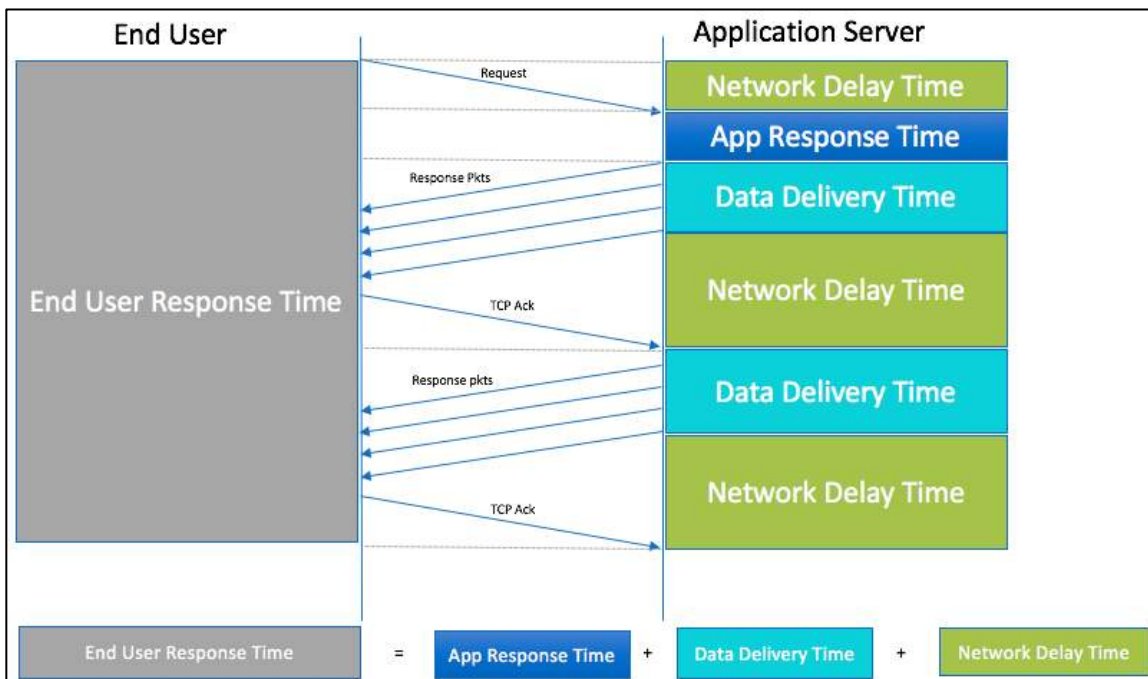 End User
Application Server
Request
Network Delay Time
App Response Time
Response Pkts
Data Delivery Time
End User Response Time
Network Delay Time
TCP Ack
Response pkts
Data Delivery Time
Network Delay Time
TCP Ack
End User Response Time = App Response Time + Data Delivery Time + Network Delay Time